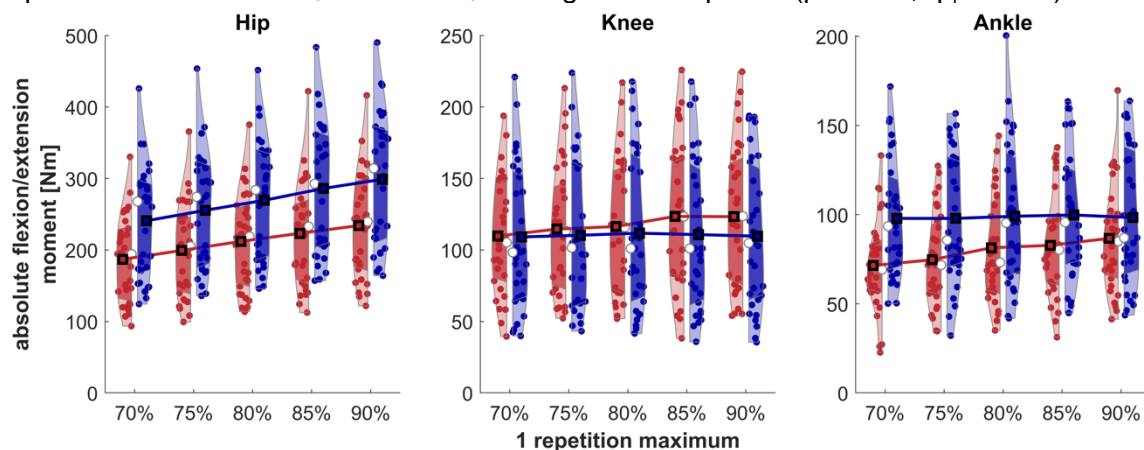 Hip Knee Ankle
absolute flexion/extension
moment [Nm]
500 250 200
400 200 150
300 150 100
200 100 50
100 50
0 0 0
70% 75% 80% 85% 90% 70% 75% 80% 85% 90% 70% 75% 80% 85% 90%
1 repetition maximum